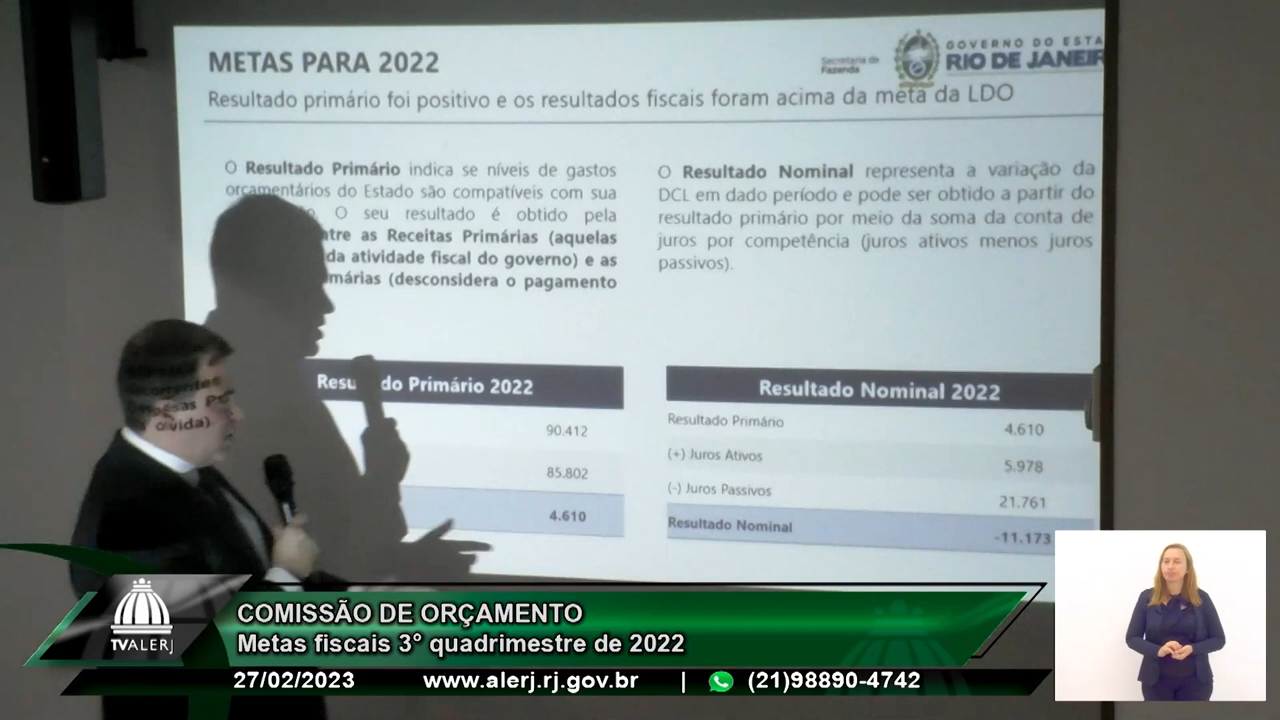 METAS PARA 2022
Secretaria de
Fazenda
GOVERNO DO ESTA
RIO DE JANEIR
Resultado primário foi positivo e os resultados fiscais foram acima da meta da LDO
O Resultado Primário indica se níveis de gastos
orçamentários do Estado são compatíveis com sua
O seu resultado é obtido pela
tre as Receitas Primárias (aquelas
da atividade fiscal do governo) e as
márias (desconsidera o pagamento
O Resultado Nominal representa a variação da
DCL em dado período e pode ser obtido a partir do
resultado primário por meio da soma da conta de
juros por competência (juros ativos menos juros
passivos).
Resu do Primário 2022
90.412
85.802
4.610
Resultado Nominal 2022
Resultado Primário 4.610
(+) Juros Ativos 5.978
(-) Juros Passivos 21.761
Resultado Nominal -11.173
dívida)
TVALERJ
COMISSÃO DE ORÇAMENTO
Metas fiscais 3° quadrimestre de 2022
27/02/2023 www.alerj.rj.gov.br | (21)98890-4742